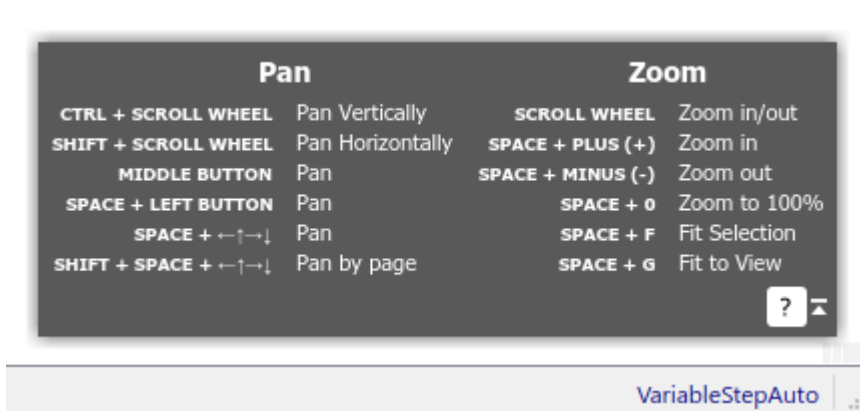 Pan Zoom
CTRL + SCROLL WHEEL Pan Vertically SCROLL WHEEL Zoom in/out
SHIFT + SCROLL WHEEL Pan Horizontally SPACE + PLUS (+) Zoom in
MIDDLE BUTTON Pan SPACE + MINUS (-) Zoom out
SPACE + LEFT BUTTON Pan SPACE + 0 Zoom to 100%
SPACE + ←↑→↓ Pan SPACE + F Fit Selection
SHIFT + SPACE + ←↑→↓ Pan by page SPACE + G Fit to View
?
VariableStepAuto